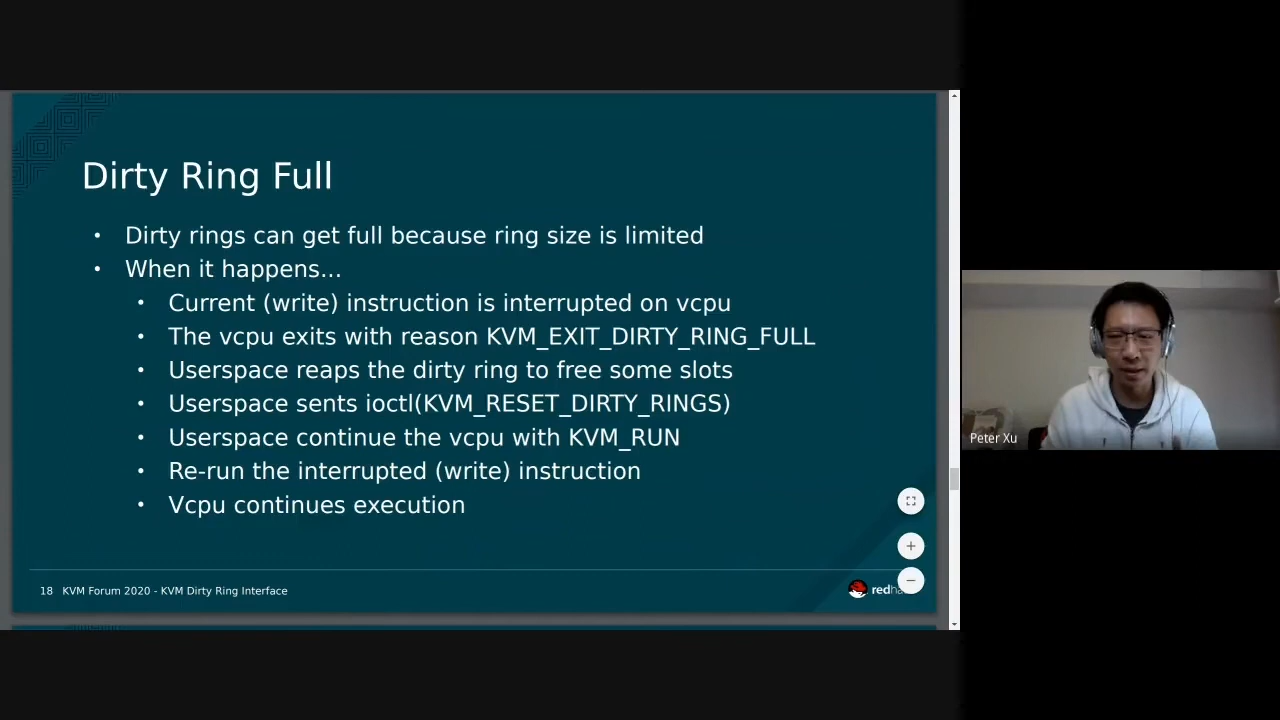 Dirty Ring Full
• Dirty rings can get full because ring size is limited
• When it happens...
• Current (write) instruction is interrupted on vcpu
• The vcpu exits with reason KVM_EXIT_DIRTY_RING_FULL
• Userspace reaps the dirty ring to free some slots
• Userspace sents ioctl(KVM_RESET_DIRTY_RINGS)
• Userspace continue the vcpu with KVM_RUN
• Re-run the interrupted (write) instruction
• Vcpu continues execution
18 KVM Forum 2020 - KVM Dirty Ring Interface
Peter Xu